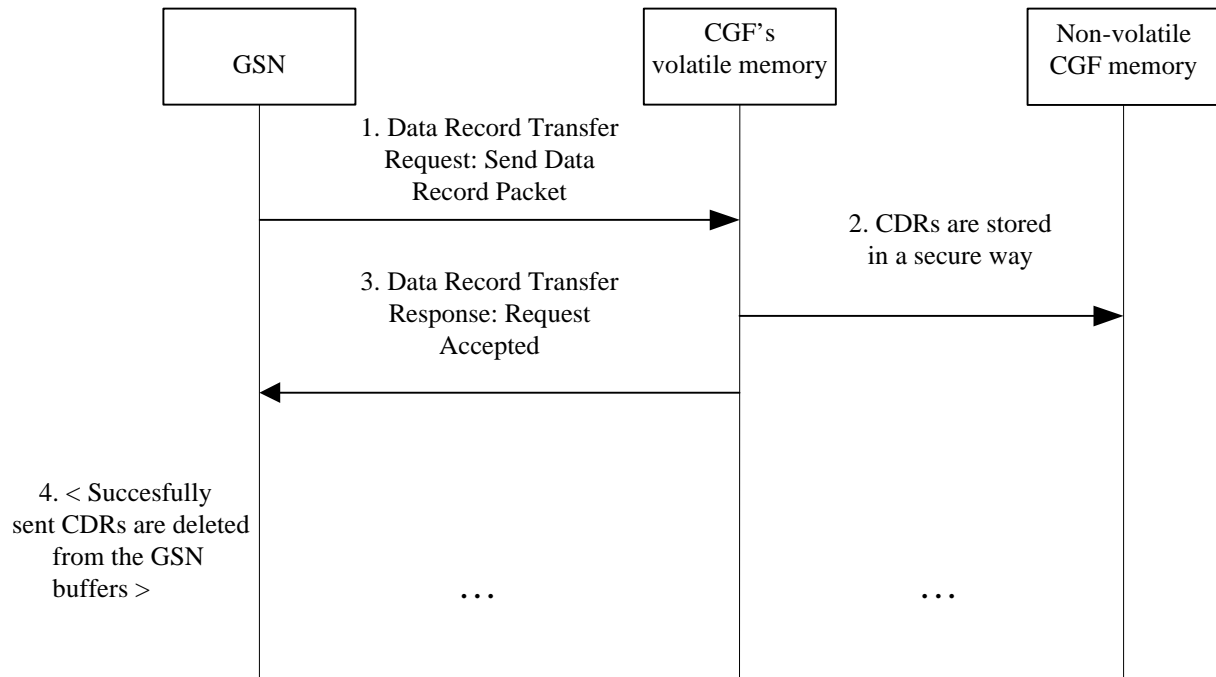 GSN
CGF’s
volatile memory
Non-volatile
CGF memory
1. Data Record Transfer
Request: Send Data
Record Packet
2. CDRs are stored
in a secure way
3. Data Record Transfer
Response: Request
Accepted
4. < Succesfully
sent CDRs are deleted
from the GSN
buffers >
…
…